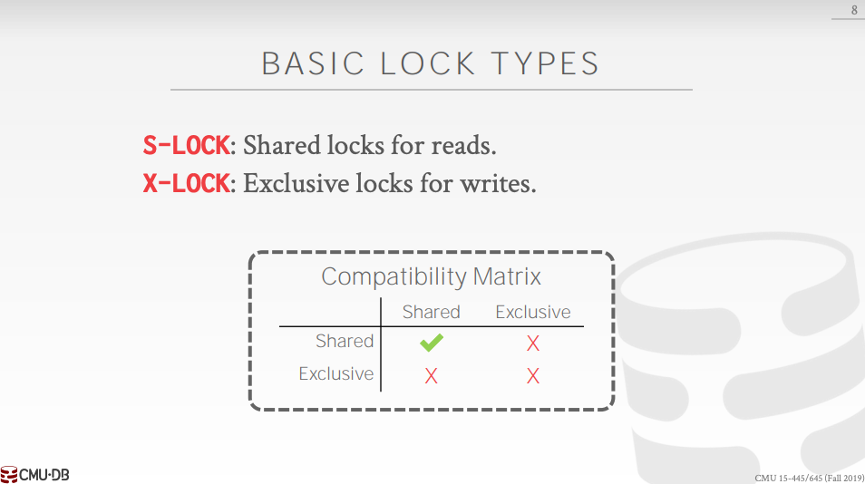 8
BASIC LOCK TYPES
S-LOCK: Shared locks for reads.
X-LOCK: Exclusive locks for writes.
Compatibility Matrix
Shared Exclusive
Shared ✔ X
Exclusive X X
CMU·DB
CMU 15-445/645 (Fall 2019)